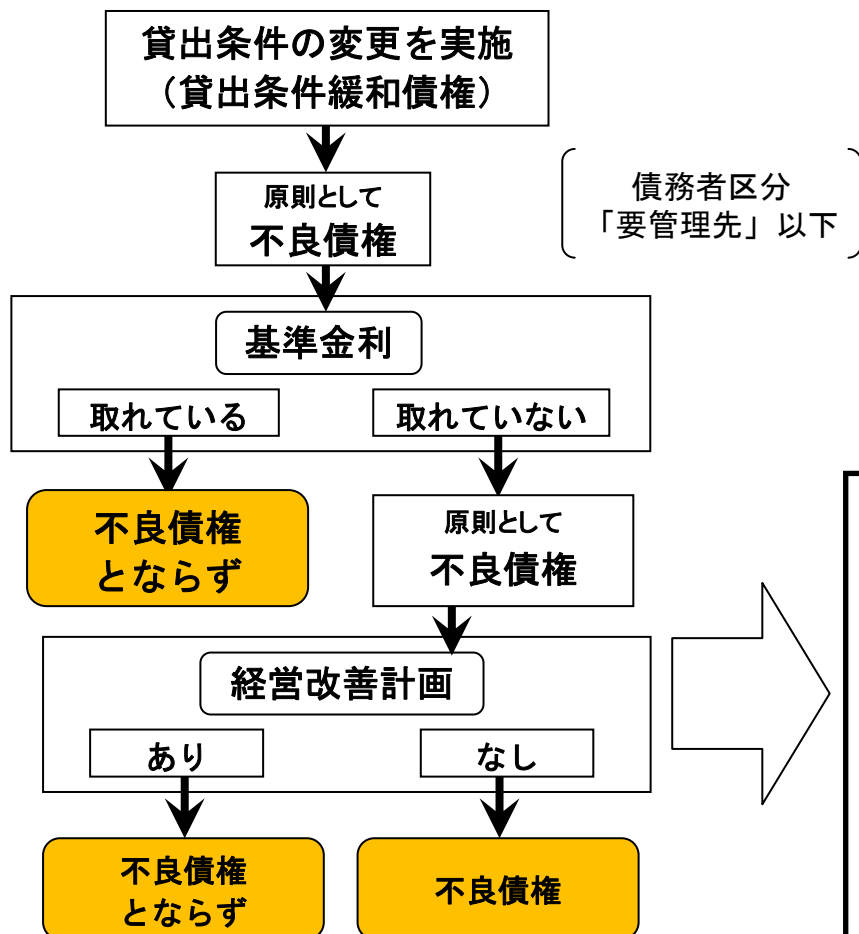 貸出条件の変更を実施
（貸出条件緩和債権）
原則として
不良債権
債務者区分
「要管理先」以下
基準金利
取れている
取れていない
不良債権
とならず
原則として
不良債権
経営改善計画
あり
なし
不良債権
とならず
不良債権